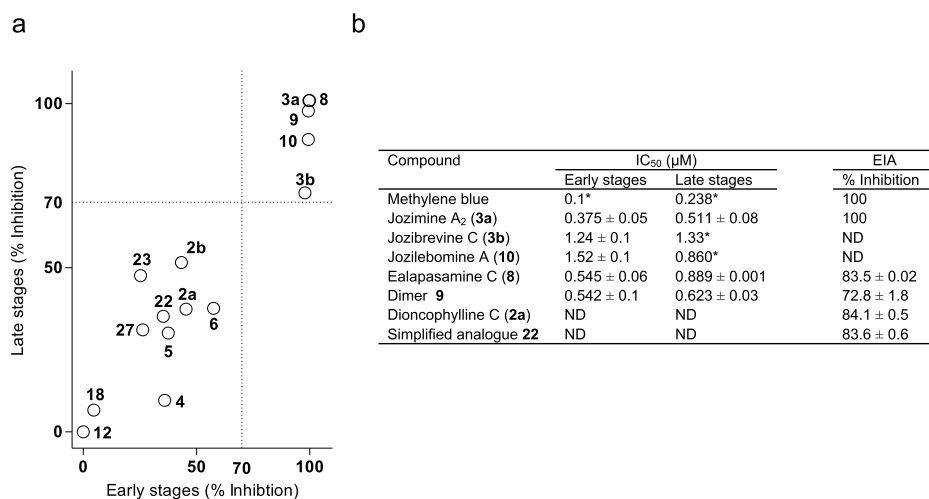 a
b
100
70
50
0
Late stages (% Inhibition)
3a
8
9
10
3b
23
2b
22
2a
27
6
5
18
4
12
0
50
70
100
Early stages (% Inhibtion)
Compound IC50 (µM) EIA
Early stages Late stages % Inhibition
Methylene blue 0.1* 0.238* 100
Jozimine A2 (3a) 0.375 ± 0.05 0.511 ± 0.08 100
Jozibrevine C (3b) 1.24 ± 0.1 1.33* ND
Jozilebomine A (10) 1.52 ± 0.1 0.860* ND
Ealapasamine C (8) 0.545 ± 0.06 0.889 ± 0.001 83.5 ± 0.02
Dimer 9 0.542 ± 0.1 0.623 ± 0.03 72.8 ± 1.8
Dioncophylline C (2a) ND ND 84.1 ± 0.5
Simplified analogue 22 ND ND 83.6 ± 0.6